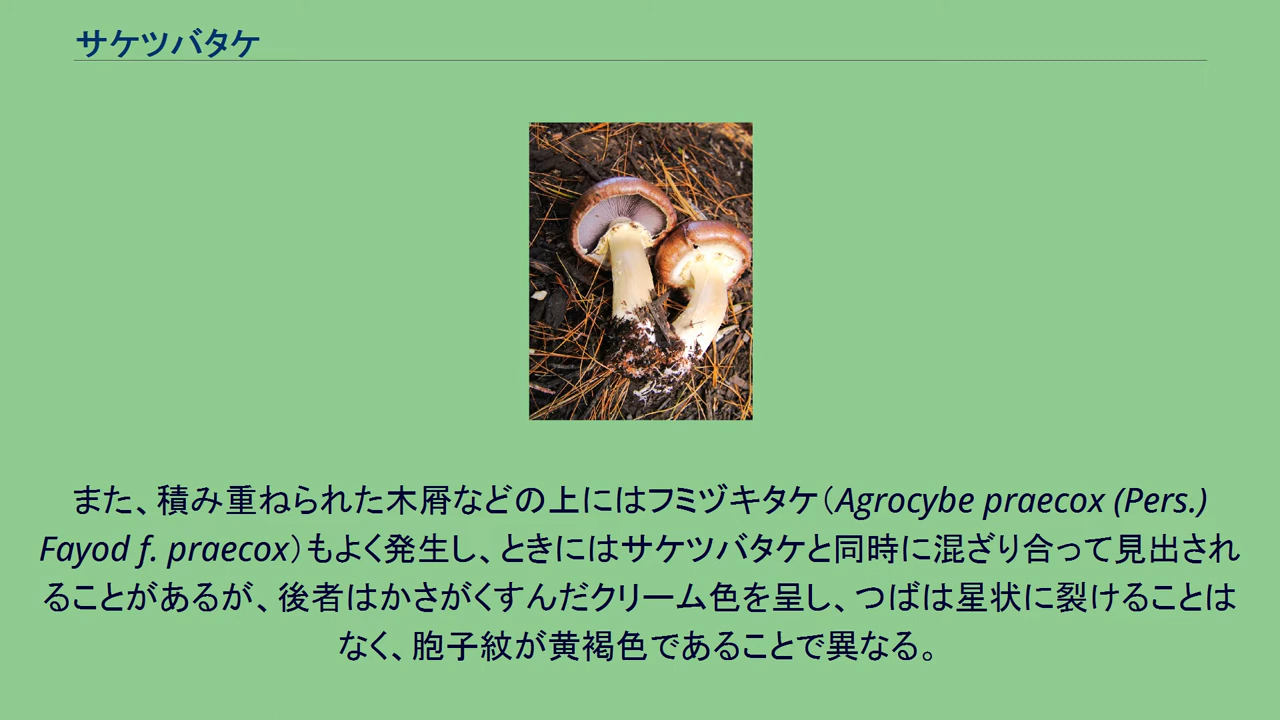 サケツバタケ
また、積み重ねられた木屑などの上にはフミヅキタケ（Agrocybe praecox (Pers.)
Fayod f. praecox）もよく発生し、ときにはサケツバタケと同時に混ざり合って見出され
ることがあるが、後者はかさがくすんだクリーム色を呈し、つばは星状に裂けることは
なく、胞子紋が黄褐色であることで異なる。